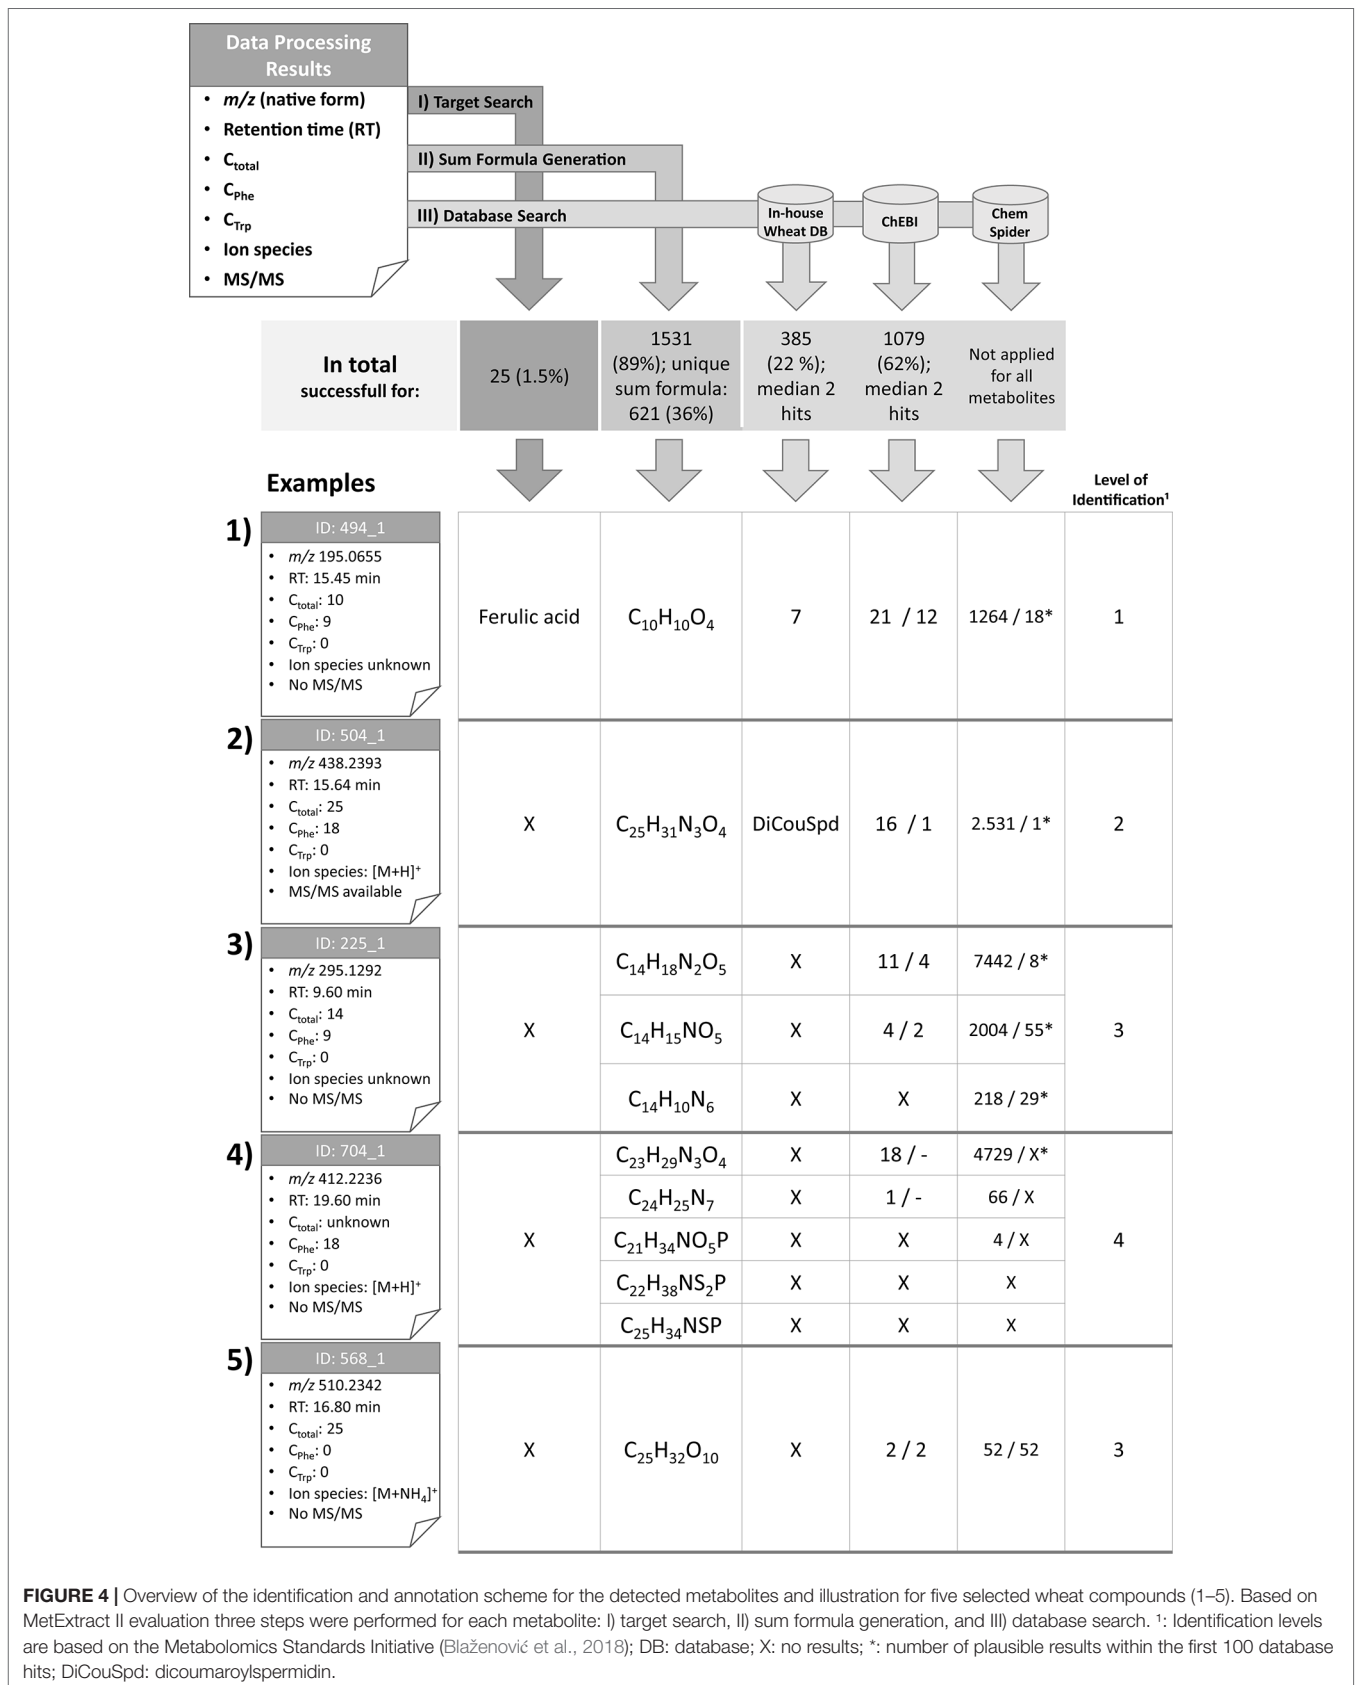 Data Processing
Results
• m/z (native form)
• Retention time (RT)
• Ctotal
• CPhe
• CTrp
• Ion species
• MS/MS
I) Target Search
II) Sum Formula Generation
III) Database Search
In-house
Wheat DB
ChEBI
Chem
Spider
In total
successfull for:
25 (1.5%)
1531
(89%); unique
sum formula:
621 (36%)
385
(22 %);
median 2
hits
1079
(62%);
median 2
hits
Not applied
for all
metabolites
Examples
Level of
Identification¹
1)
ID: 494_1
• m/z 195.0655
• RT: 15.45 min
• Ctotal: 10
• CPhe: 9
• CTrp: 0
• Ion species unknown
• No MS/MS
Ferulic acid
C10H10O4
7
21 / 12
1264 / 18*
1
2)
ID: 504_1
• m/z 438.2393
• RT: 15.64 min
• Ctotal: 25
• CPhe: 18
• CTrp: 0
• Ion species: [M+H]+
• MS/MS available
X
C25H31N3O4
DiCouSpd
16 / 1
2.531 / 1*
2
3)
ID: 225_1
• m/z 295.1292
• RT: 9.60 min
• Ctotal: 14
• CPhe: 9
• CTrp: 0
• Ion species unknown
• No MS/MS
X
C14H18N2O5
X
11 / 4
7442 / 8*
C14H15NO5
X
4 / 2
2004 / 55*
C14H10N6
X
X
218 / 29*
3
4)
ID: 704_1
• m/z 412.2236
• RT: 19.60 min
• Ctotal: unknown
• CPhe: 18
• CTrp: 0
• Ion species: [M+H]+
• No MS/MS
X
C23H29N3O4
X
18 / -
4729 / X*
C24H25N7
X
1 / -
66 / X
C21H34NO5P
X
X
4 / X
C22H38NS2P
X
X
X
C25H34NSP
X
X
X
4
5)
ID: 568_1
• m/z 510.2342
• RT: 16.80 min
• Ctotal: 25
• CPhe: 0
• CTrp: 0
• Ion species: [M+NH4]+
• No MS/MS
X
C25H32O10
X
2 / 2
52 / 52
3
FIGURE 4 | Overview of the identification and annotation scheme for the detected metabolites and illustration for five selected wheat compounds (1–5). Based on
MetExtract II evaluation three steps were performed for each metabolite: I) target search, II) sum formula generation, and III) database search. ¹: Identification levels
are based on the Metabolomics Standards Initiative (Blaženović et al., 2018); DB: database; X: no results; *: number of plausible results within the first 100 database
hits; DiCouSpd: dicoumaroylspermidin.